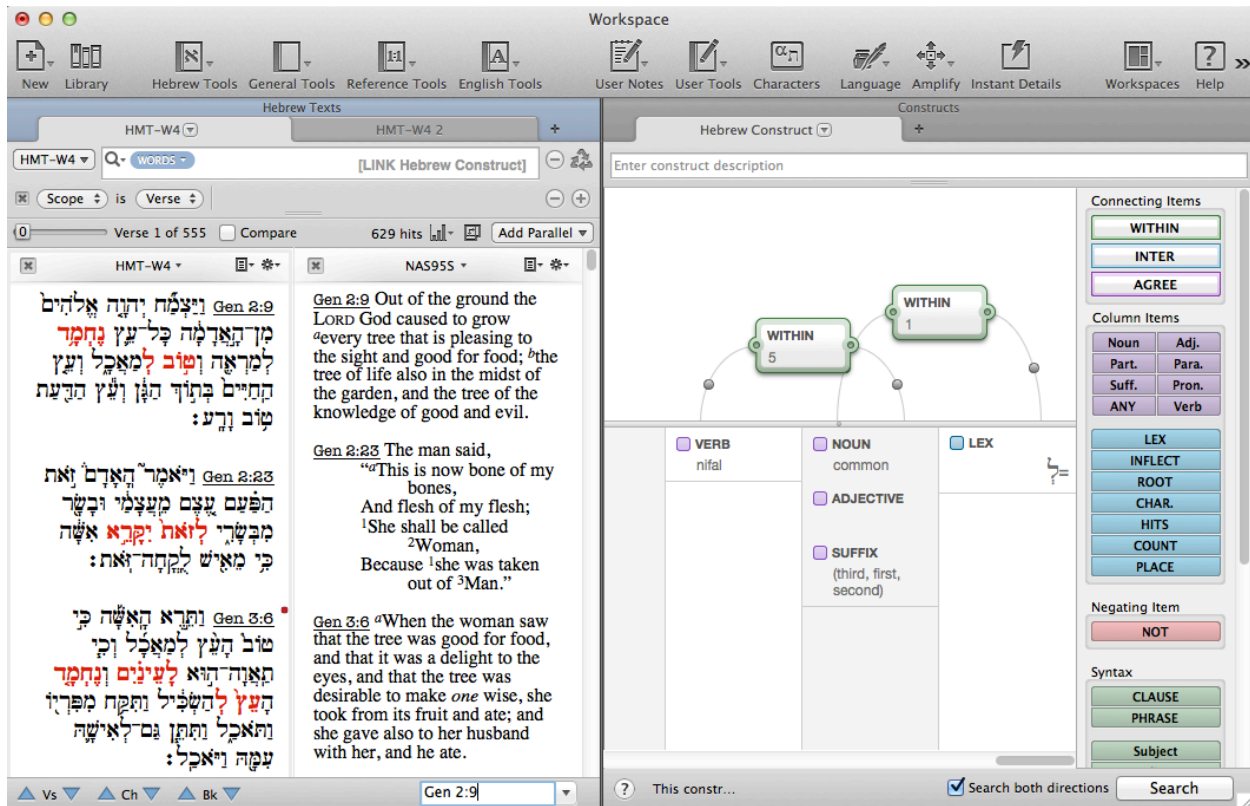 Workspace
New
Library
Hebrew Tools
General Tools
Reference Tools
English Tools
User Notes
User Tools
Characters
Language
Amplify
Instant Details
Workspaces
Help
Hebrew Texts
HMT-W4
HMT-W4 2
HMT-W4
WORDS
[LINK Hebrew Construct]
Scope is Verse
0
Verse 1 of 555
Compare
629 hits
Add Parallel
HMT-W4
Gen 2:9 וַיַּצְמַ֞ח יְהוָ֤ה אֱלֹהִים֙
מִן־הָ֣אֲדָמָ֔ה כָּל־עֵ֛ץ נֶחְמָ֥ד
לְמַרְאֶ֖ה וְט֣וֹב לְמַאֲכָ֑ל וְעֵ֤ץ
הַֽחַיִּים֙ בְּת֣וֹךְ הַגָּ֔ן וְעֵ֕ץ הַדַּ֖עַת
ט֥וֹב וָרָֽע׃
Gen 2:23 וַיֹּאמֶר֮ הָֽאָדָם֒ זֹ֣את
הַפַּ֗עַם עֶ֚צֶם מֵֽעֲצָמַ֔י וּבָשָׂ֖ר
מִבְּשָׂרִ֑י לְזֹאת֙ יִקָּרֵ֣א אִשָּׁ֔ה
כִּ֥י מֵאִ֖ישׁ לֻֽקֳחָה־זֹּֽאת׃
Gen 3:6 וַתֵּ֣רֶא הָֽאִשָּׁ֡ה כִּ֣י
טוֹב֩ הָעֵ֨ץ לְמַאֲכָ֜ל וְכִ֧י
תַֽאֲוָה־ה֣וּא לָעֵינַ֗יִם וְנֶחְמָ֤ד
הָעֵץ֙ לְהַשְׂכִּ֔יל וַתִּקַּ֥ח מִפִּרְי֖וֹ
וַתֹּאכַ֑ל וַתִּתֵּ֧ן גַּם־לְאִישָׁ֛הּ
עִמָּ֖הּ וַיֹּאכַֽל׃
NAS95S
Gen 2:9 Out of the ground the
LORD God caused to grow
aevery tree that is pleasing to
the sight and good for food; bthe
tree of life also in the midst of
the garden, and the tree of the
knowledge of good and evil.
Gen 2:23 The man said,
“aThis is now bone of my
bones,
And flesh of my flesh;
1She shall be called
2Woman,
Because 1she was taken
out of 3Man.”
Gen 3:6 aWhen the woman saw
that the tree was good for food,
and that it was a delight to the
eyes, and that the tree was
desirable to make one wise, she
took from its fruit and ate; and
she gave also to her husband
with her, and he ate.
Vs
Ch
Bk
Gen 2:9
Constructs
Hebrew Construct
Enter construct description
WITHIN
1
WITHIN
5
VERB
nifal
NOUN
common
ADJECTIVE
SUFFIX
(third, first,
second)
LEX
=לְ
Connecting Items
WITHIN
INTER
AGREE
Column Items
Noun
Adj.
Part.
Para.
Suff.
Pron.
ANY
Verb
LEX
INFLECT
ROOT
CHAR.
HITS
COUNT
PLACE
Negating Item
NOT
Syntax
CLAUSE
PHRASE
Subject
?
This constr...
Search both directions
Search